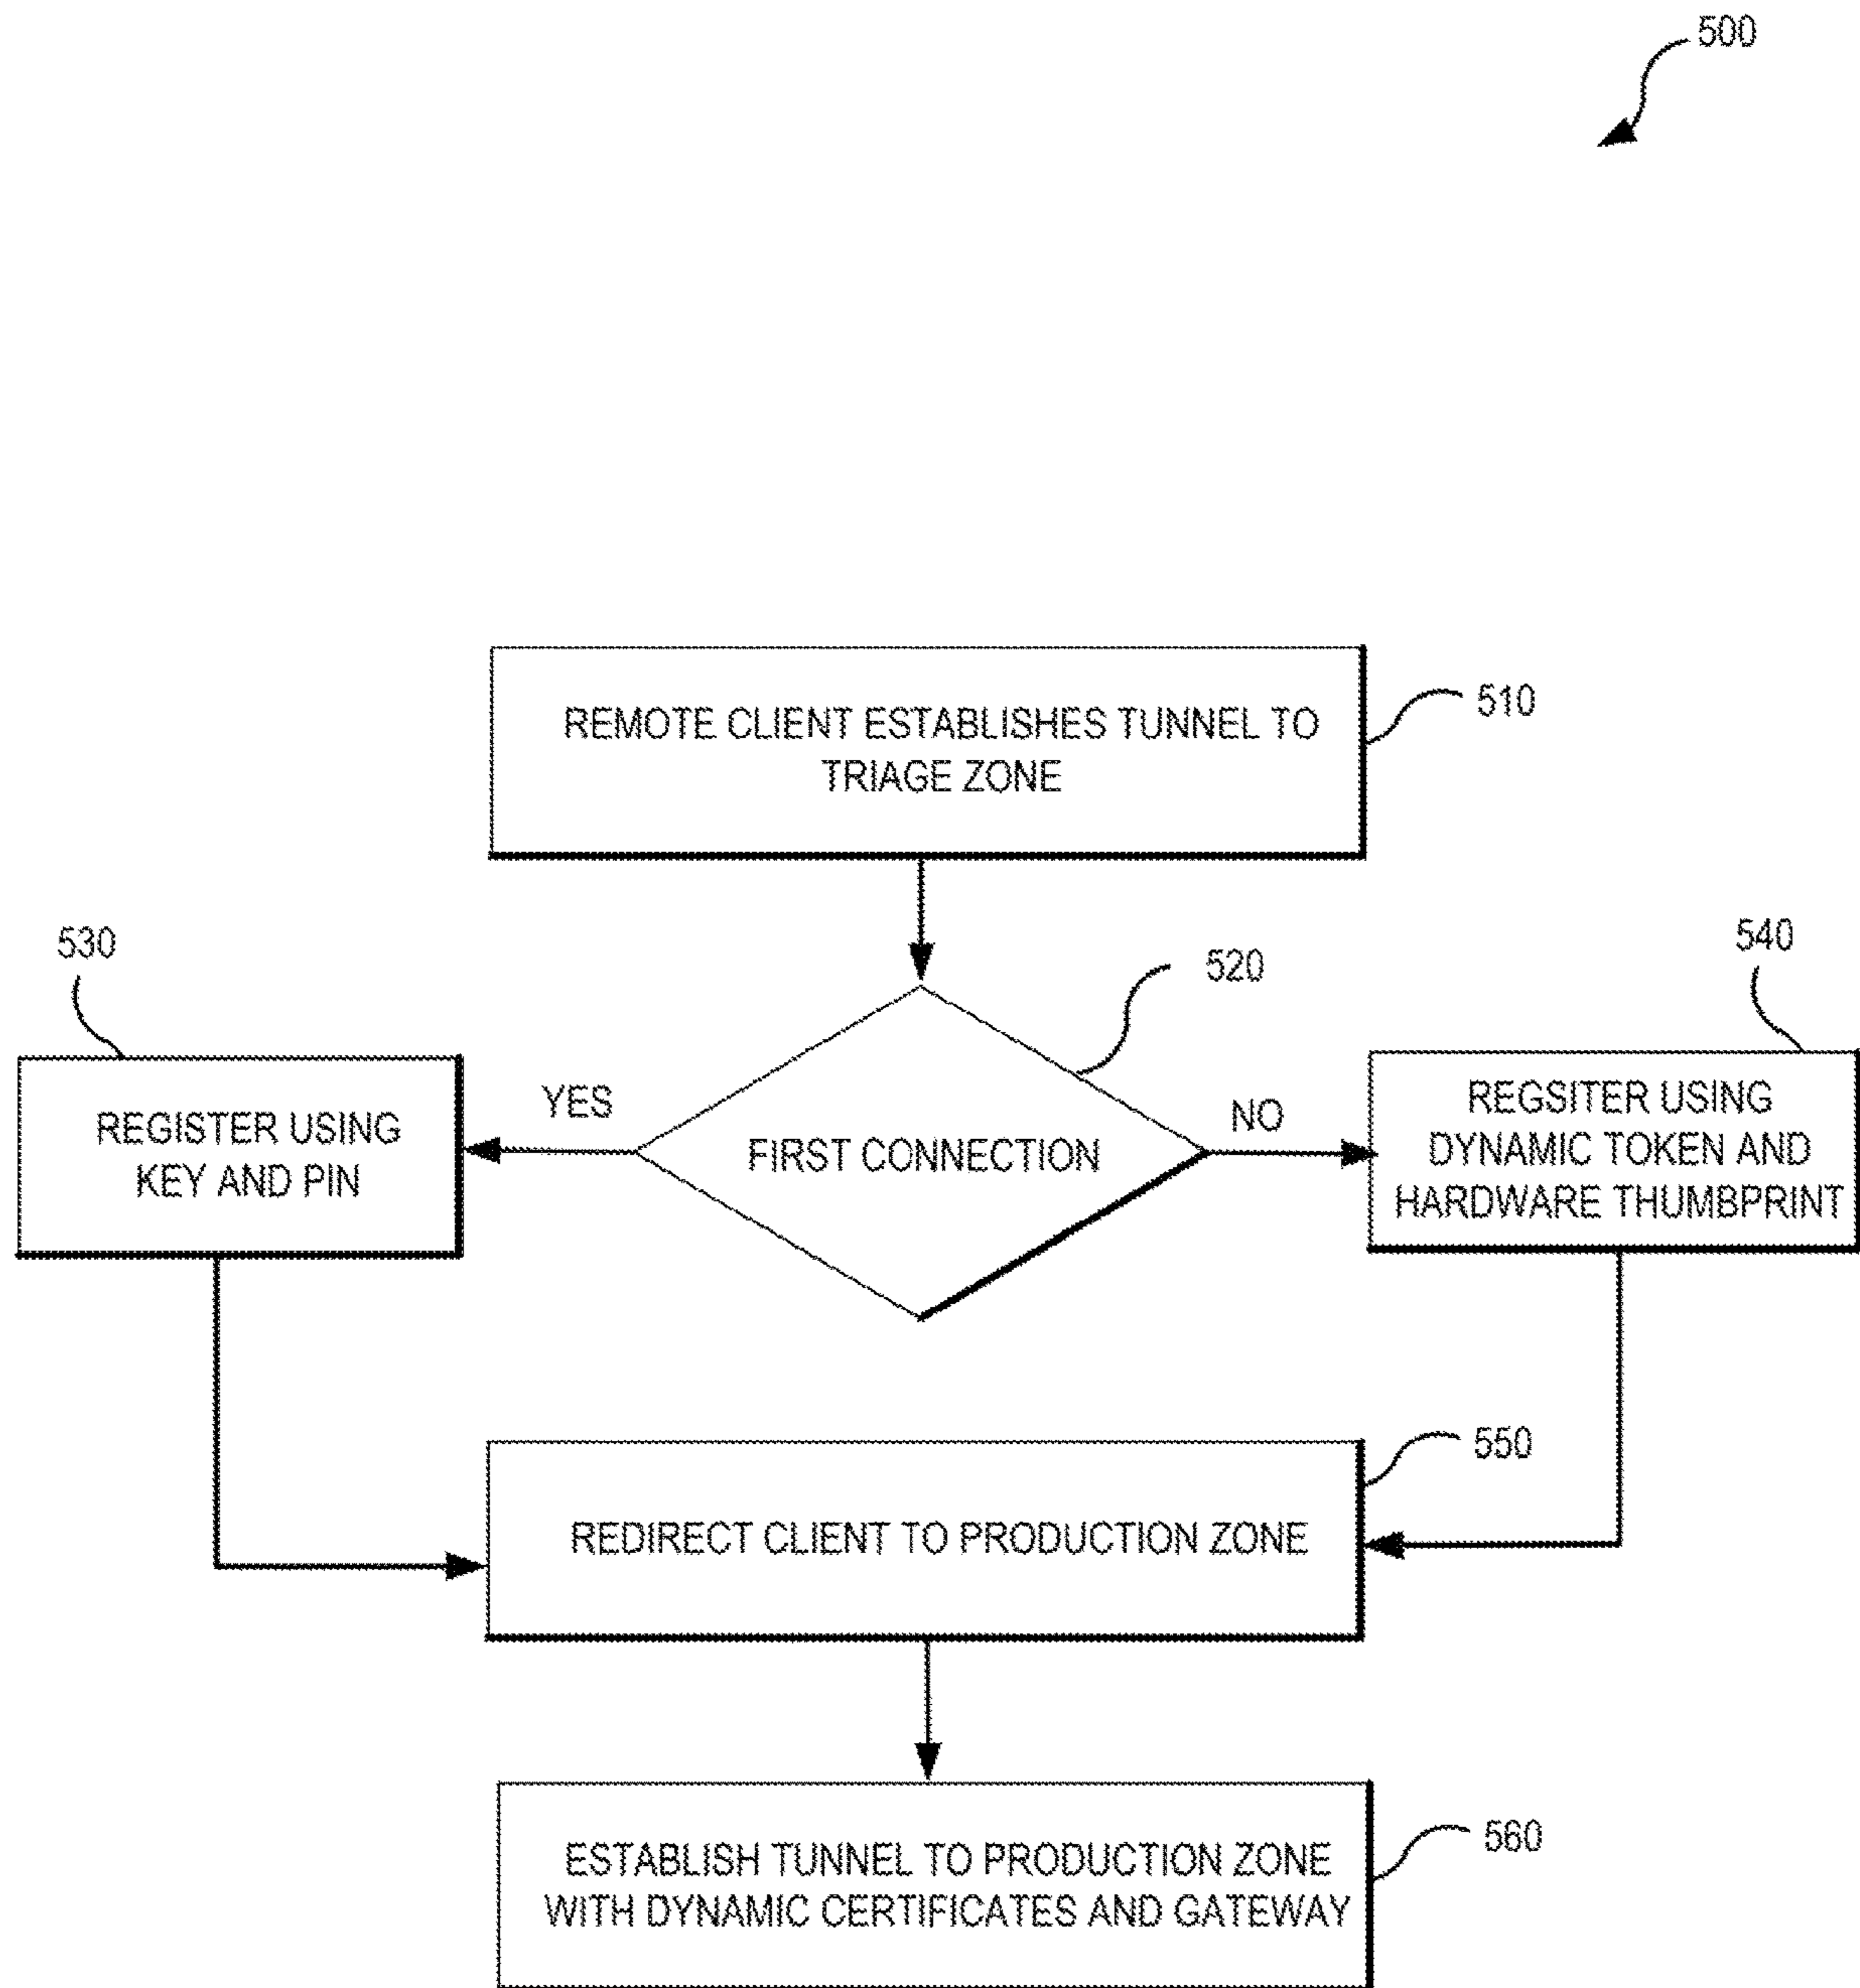 500
REMOTE CLIENT ESTABLISHES TUNNEL TO
TRIAGE ZONE
510
520
530
REGISTER USING
KEY AND PIN
YES
FIRST CONNECTION
NO
540
REGSITER USING
DYNAMIC TOKEN AND
HARDWARE THUMBPRINT
550
REDIRECT CLIENT TO PRODUCTION ZONE
ESTABLISH TUNNEL TO PRODUCTION ZONE
WITH DYNAMIC CERTIFICATES AND GATEWAY
560